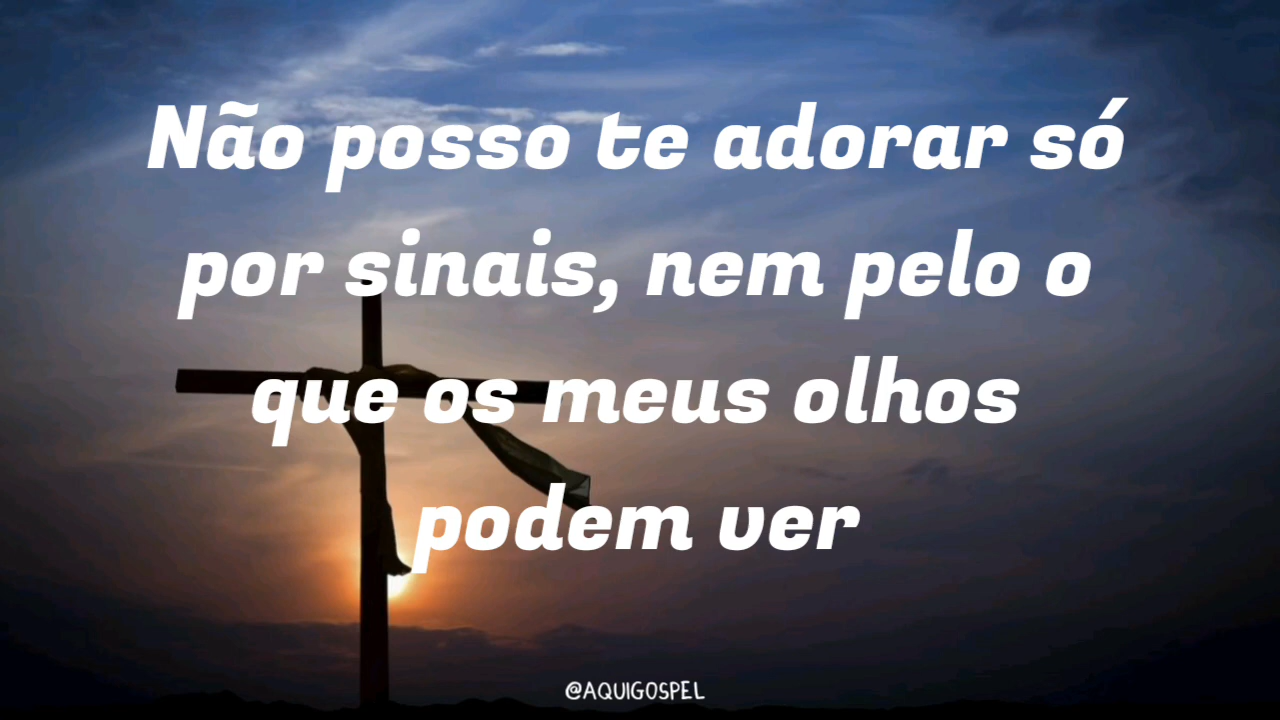 Não posso te adorar só
por sinais, nem pelo o
que os meus olhos
podem ver
@AQUIGOSPEL